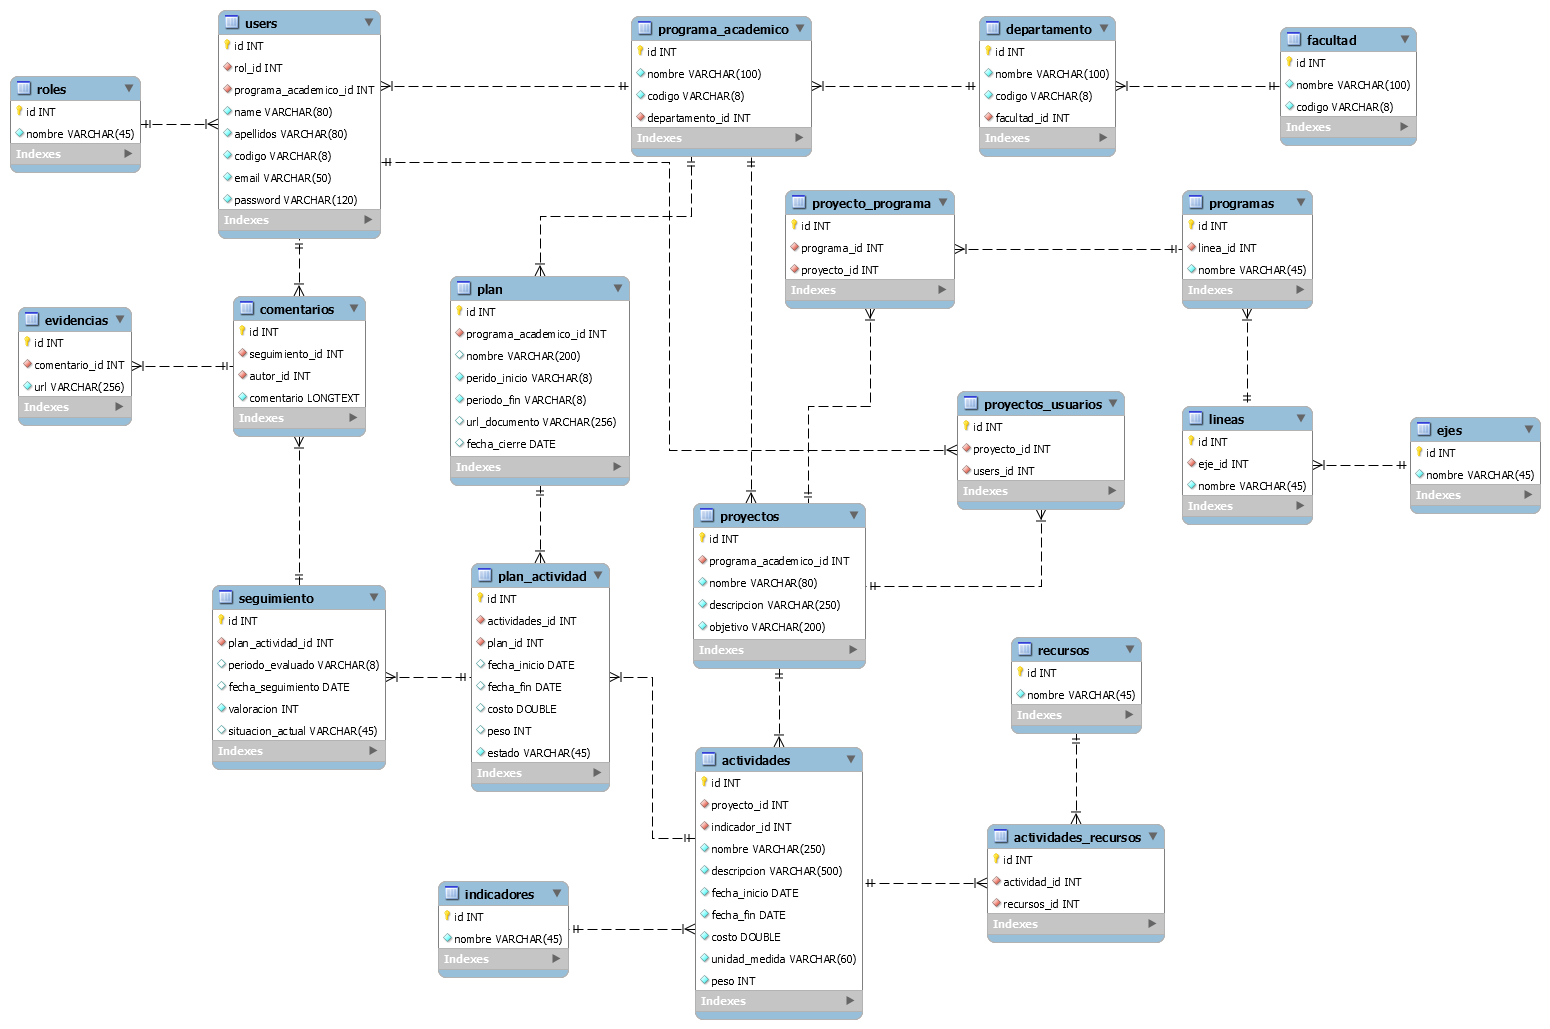 users
id INT
rol_id INT
programa_academico_id INT
name VARCHAR(80)
apellidos VARCHAR(80)
codigo VARCHAR(8)
email VARCHAR(50)
password VARCHAR(120)
Indexes
programa_academico
id INT
nombre VARCHAR(100)
codigo VARCHAR(8)
departamento_id INT
Indexes
departamento
id INT
nombre VARCHAR(100)
codigo VARCHAR(8)
facultad_id INT
Indexes
facultad
id INT
nombre VARCHAR(100)
codigo VARCHAR(8)
Indexes
roles
id INT
nombre VARCHAR(45)
Indexes
proyecto_programa
id INT
programa_id INT
proyecto_id INT
Indexes
programas
id INT
linea_id INT
nombre VARCHAR(45)
Indexes
plan
id INT
programa_academico_id INT
nombre VARCHAR(200)
perido_inicio VARCHAR(8)
periodo_fin VARCHAR(8)
url_documento VARCHAR(256)
fecha_cierre DATE
Indexes
comentarios
id INT
seguimiento_id INT
autor_id INT
comentario LONGTEXT
Indexes
evidencias
id INT
comentario_id INT
url VARCHAR(256)
Indexes
proyectos_usuarios
id INT
proyecto_id INT
users_id INT
Indexes
lineas
id INT
eje_id INT
nombre VARCHAR(45)
Indexes
ejes
id INT
nombre VARCHAR(45)
Indexes
proyectos
id INT
programa_academico_id INT
nombre VARCHAR(80)
descripcion VARCHAR(250)
objetivo VARCHAR(200)
Indexes
plan_actividad
id INT
actividades_id INT
plan_id INT
fecha_inicio DATE
fecha_fin DATE
costo DOUBLE
peso INT
estado VARCHAR(45)
Indexes
seguimiento
id INT
plan_actividad_id INT
periodo_evaluado VARCHAR(8)
fecha_seguimiento DATE
valoracion INT
situacion_actual VARCHAR(45)
Indexes
recursos
id INT
nombre VARCHAR(45)
Indexes
actividades
id INT
proyecto_id INT
indicador_id INT
nombre VARCHAR(250)
descripcion VARCHAR(500)
fecha_inicio DATE
fecha_fin DATE
costo DOUBLE
unidad_medida VARCHAR(60)
peso INT
Indexes
actividades_recursos
id INT
actividad_id INT
recursos_id INT
Indexes
indicadores
id INT
nombre VARCHAR(45)
Indexes